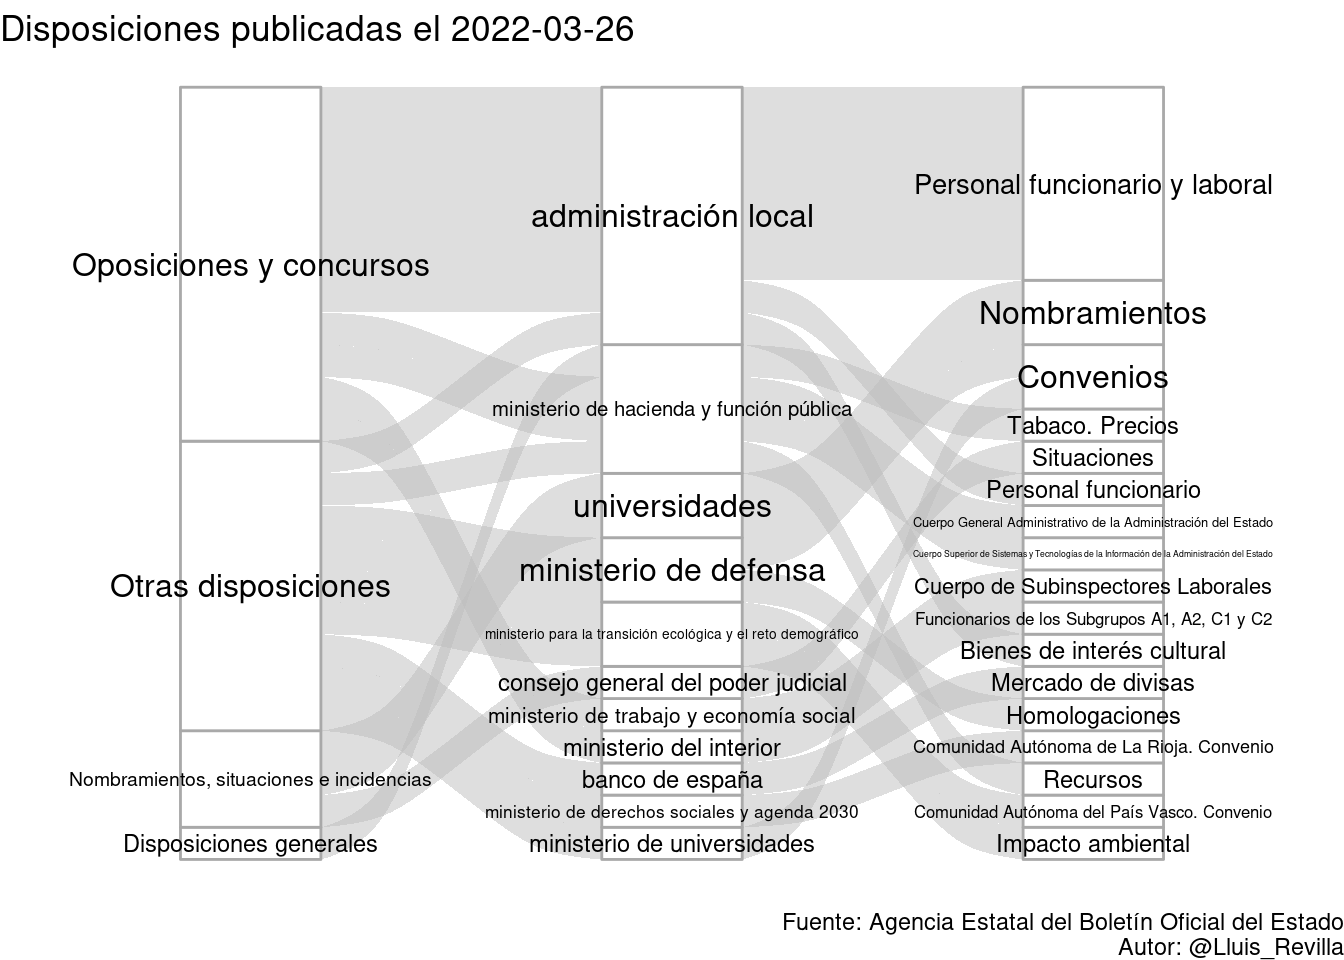 Disposiciones publicadas el 2022-03-26
Oposiciones y concursos
Otras disposiciones
Nombramientos, situaciones e incidencias
Disposiciones generales
administración local
ministerio de hacienda y función pública
universidades
ministerio de defensa
ministerio para la transición ecológica y el reto demográfico
consejo general del poder judicial
ministerio de trabajo y economía social
ministerio del interior
banco de españa
ministerio de derechos sociales y agenda 2030
ministerio de universidades
Personal funcionario y laboral
Nombramientos
Convenios
Tabaco. Precios
Situaciones
Personal funcionario
Cuerpo General Administrativo de la Administración del Estado
Cuerpo Superior de Sistemas y Tecnologías de la Información de la Administración del Estado
Cuerpo de Subinspectores Laborales
Funcionarios de los Subgrupos A1, A2, C1 y C2
Bienes de interés cultural
Mercado de divisas
Homologaciones
Comunidad Autónoma de La Rioja. Convenio
Recursos
Comunidad Autónoma del País Vasco. Convenio
Impacto ambiental
Fuente: Agencia Estatal del Boletín Oficial del Estado
Autor: @Lluis_Revilla